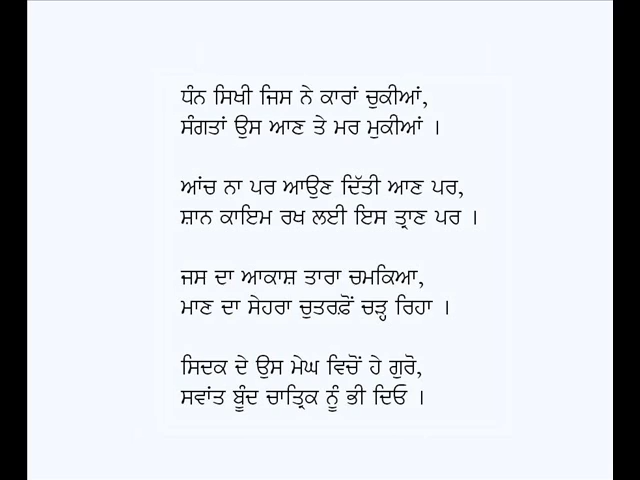 ਧੰਨ ਸਿਖੀ ਜਿਸ ਨੇ ਕਾਰਾਂ ਚੁਕੀਆਂ,
ਸੰਗਤਾਂ ਉਸ ਆਣ ਤੇ ਮਰ ਮੁਕੀਆਂ ।
ਆਂਚ ਨਾ ਪਰ ਆਉਣ ਦਿੱਤੀ ਆਣ ਪਰ,
ਸ਼ਾਨ ਕਾਇਮ ਰਖ ਲਈ ਇਸ ਤ੍ਰਾਣ ਪਰ ।
ਜਸ ਦਾ ਆਕਾਸ਼ ਤਾਰਾ ਚਮਕਿਆ,
ਮਾਣ ਦਾ ਸੇਹਰਾ ਚੁਤਰਫ਼ੋਂ ਚੜ੍ਹ ਰਿਹਾ ।
ਸਿਦਕ ਦੇ ਉਸ ਮੇਘ ਵਿਚੋਂ ਹੇ ਗੁਰੋ,
ਸਵਾਂਤ ਬੂੰਦ ਚਾਤ੍ਰਿਕ ਨੂੰ ਭੀ ਦਿਓ ।